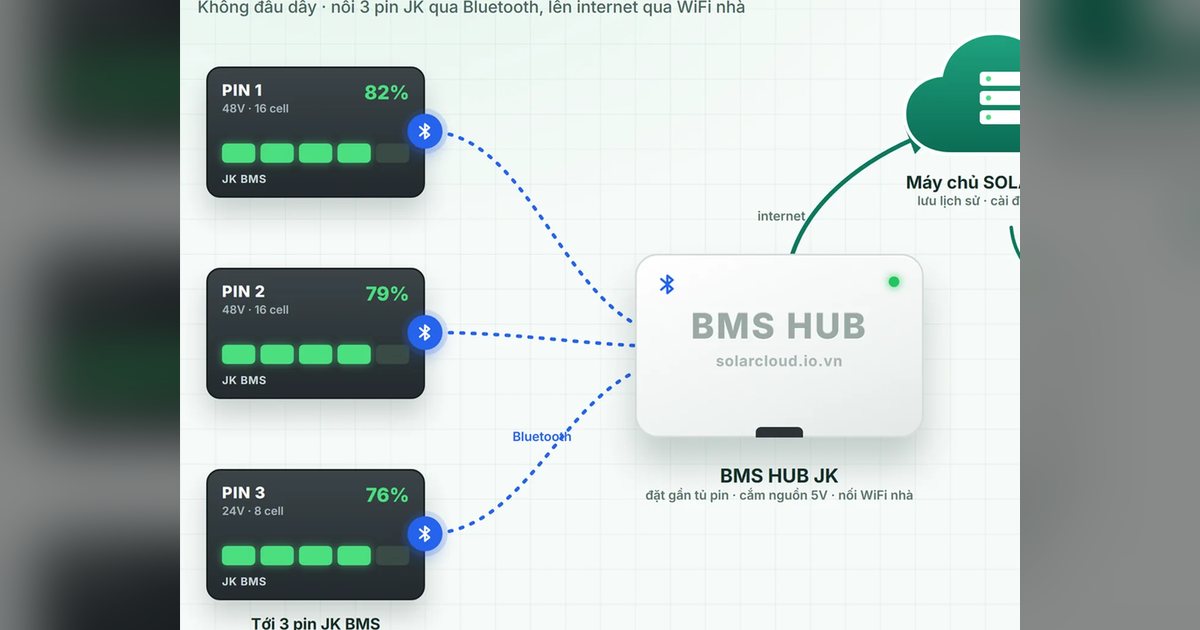 Không đấu dây · nối 3 pin JK qua Bluetooth, lên internet qua WiFi nhà
PIN 1
82%
48V · 16 cell
JK BMS
PIN 2
79%
48V · 16 cell
JK BMS
PIN 3
76%
24V · 8 cell
JK BMS
Tới 3 pin JK BMS
Bluetooth
internet
BMS HUB
solarcloud.io.vn
BMS HUB JK
đặt gần tủ pin · cắm nguồn 5V · nối WiFi nhà
Máy chủ SOL
lưu lịch sử · cài đ